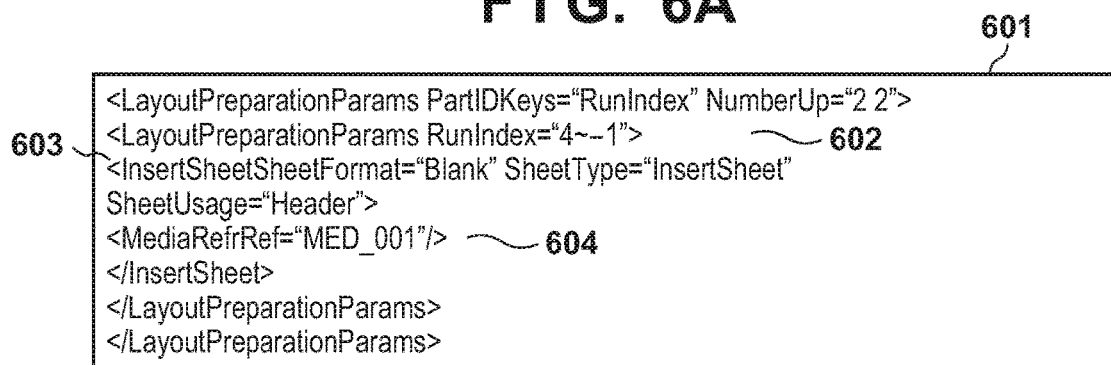 FIG. 6A
601
<LayoutPreparationParams PartIDKeys=“RunIndex” NumberUp=“2 2”>
<LayoutPreparationParams RunIndex=“4~–1”>
602
603
<InsertSheetSheetFormat=“Blank” SheetType=“InsertSheet”
SheetUsage=“Header”>
<MediaRefrRef=“MED_001”/>
604
</InsertSheet>
</LayoutPreparationParams>
</LayoutPreparationParams>